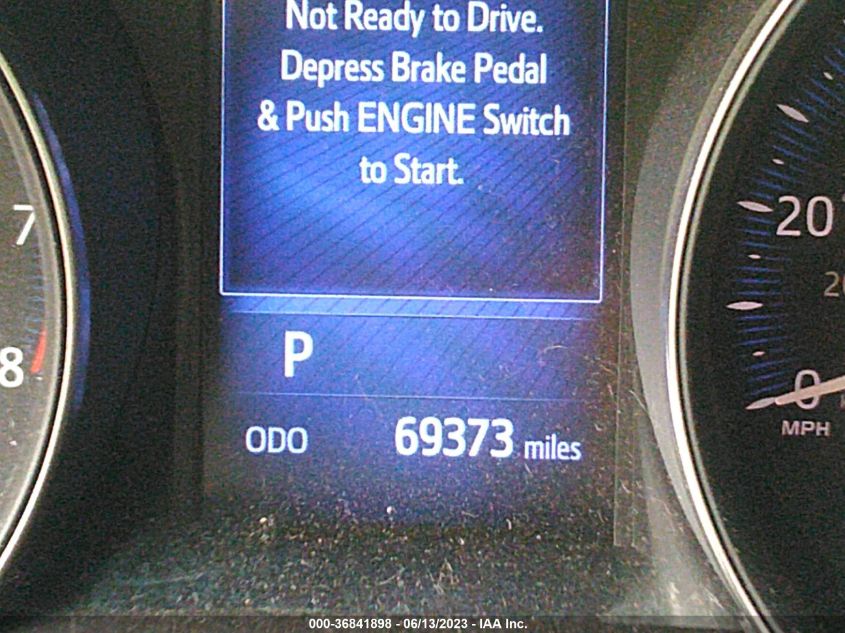 Not Ready to Drive.
Depress Brake Pedal
& Push ENGINE Switch
to Start.
7
8
P
ODO 69373 miles
20
0
MPH
000-36841898 - 06/13/2023 - IAA Inc.